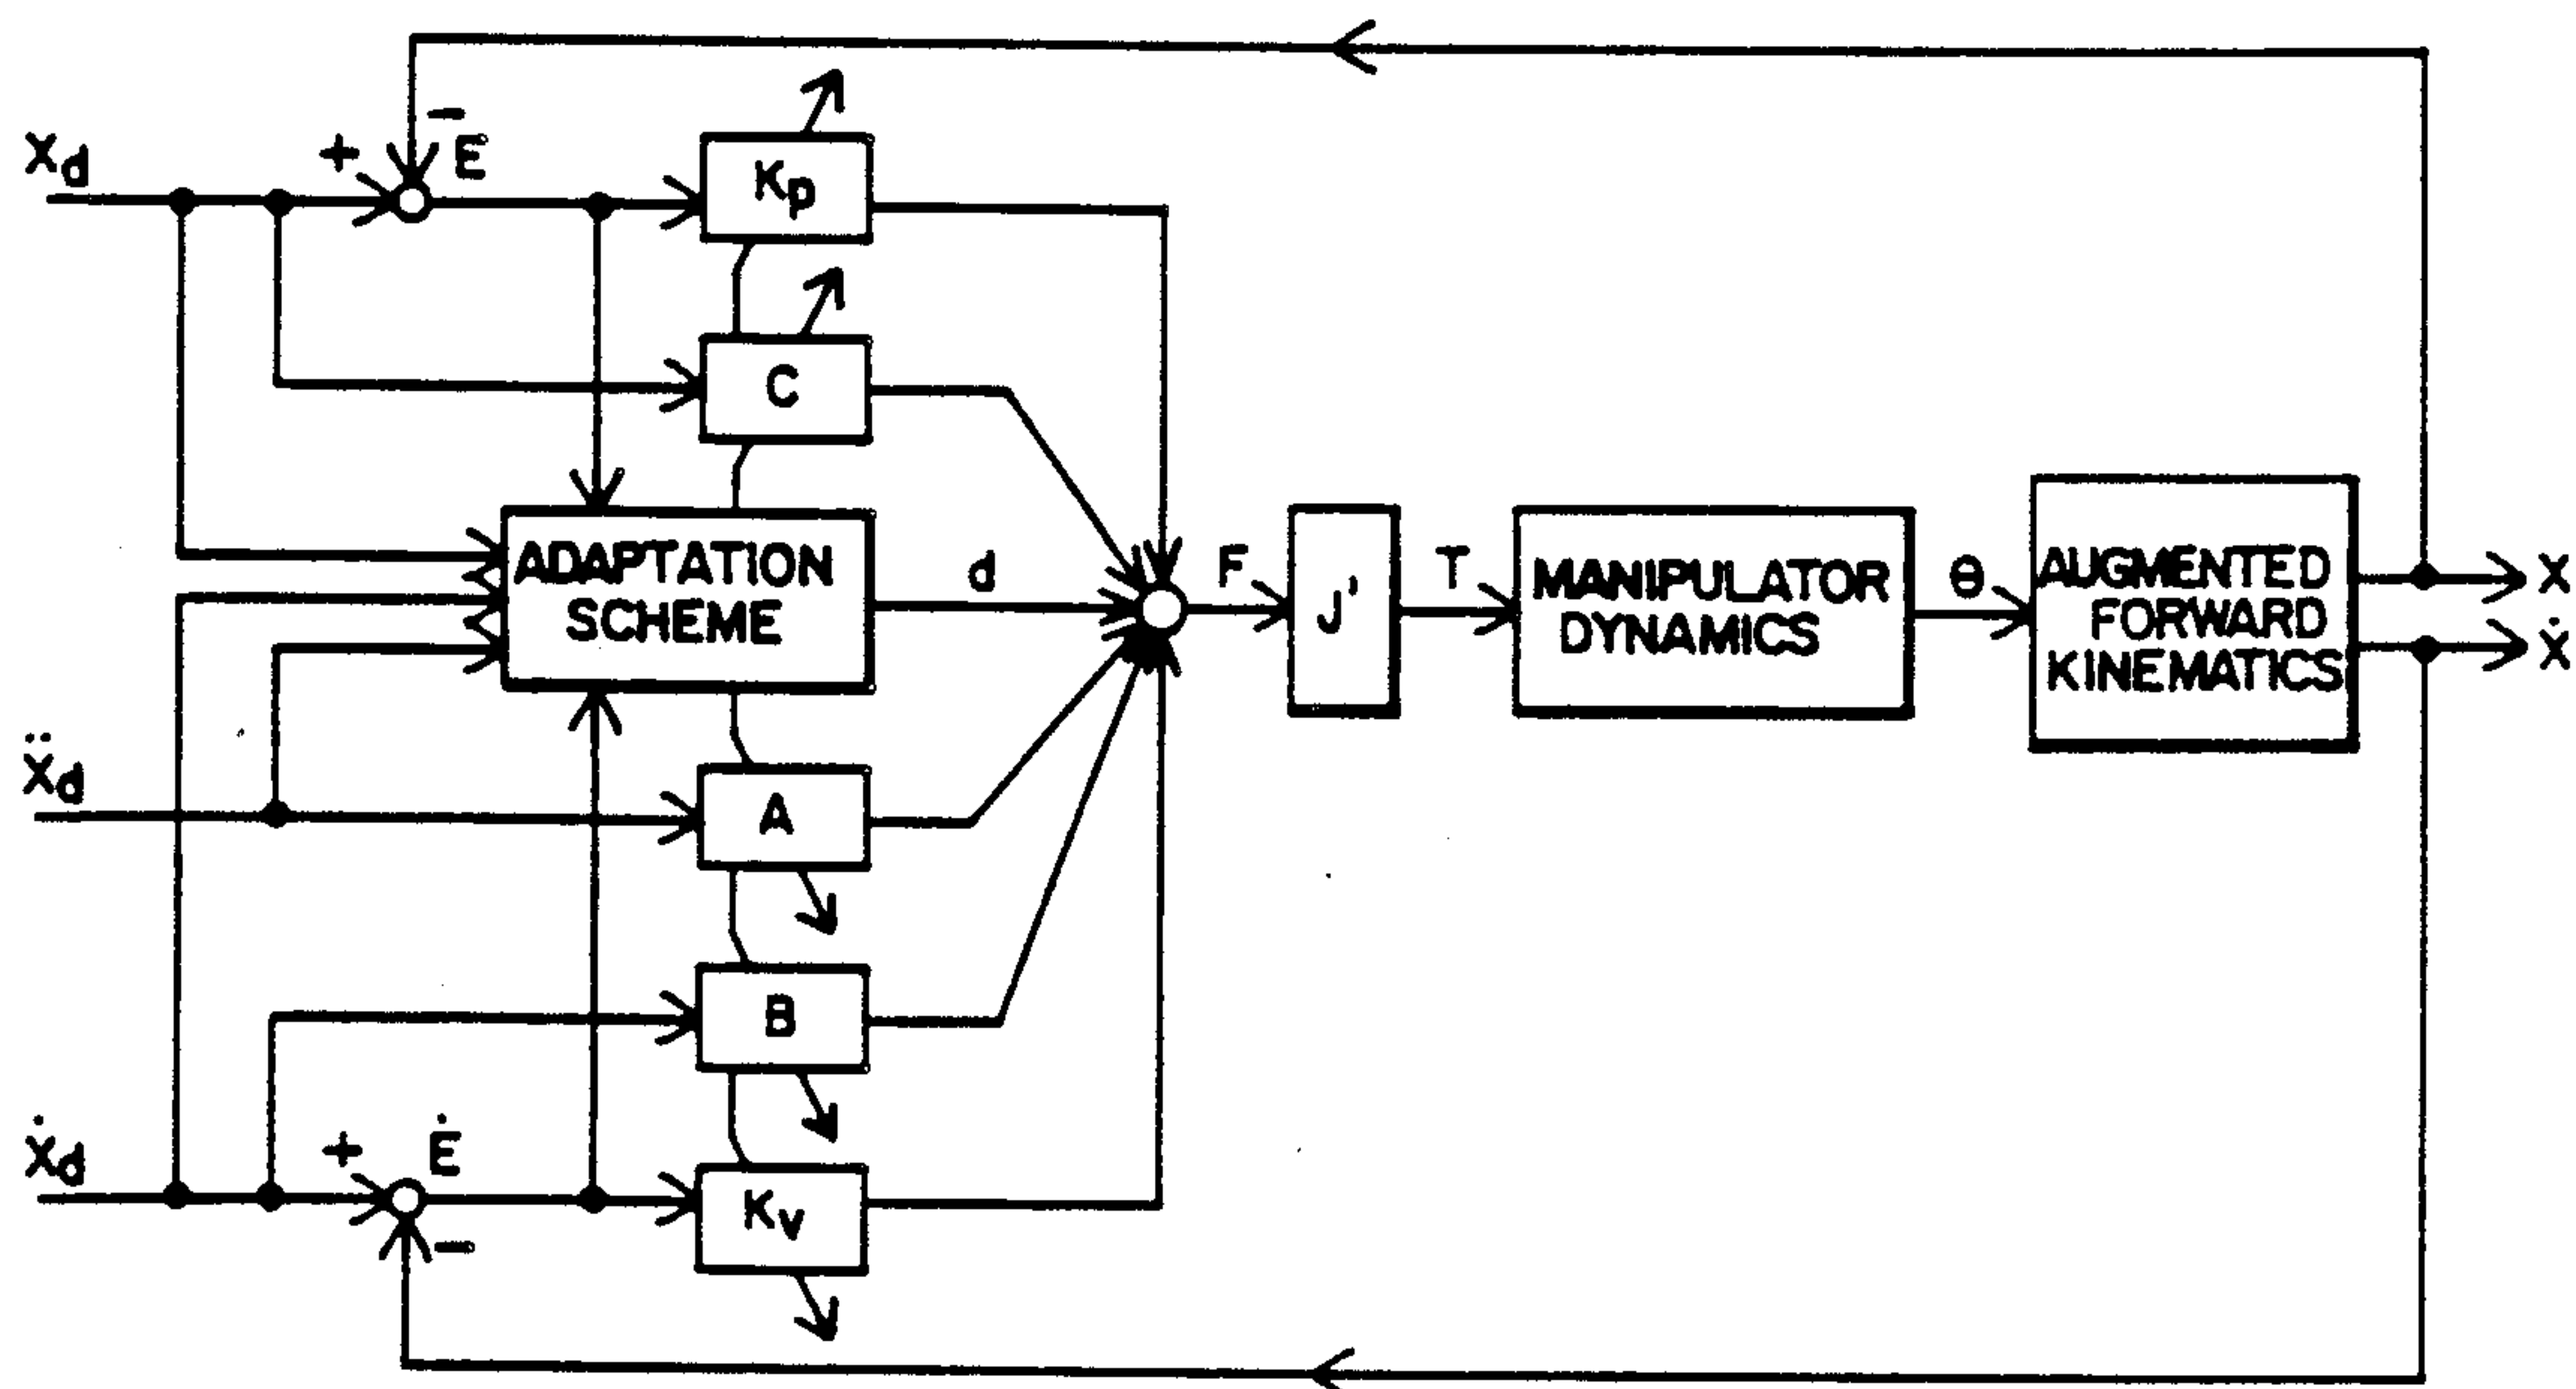 Xd
+
−
E
Kp
C
ADAPTATION
SCHEME
d
F
J'
T
MANIPULATOR
DYNAMICS
θ
AUGMENTED
FORWARD
KINEMATICS
X
Ẋ
Ẍd
A
B
Ẋd
+
−
Ė
Kv